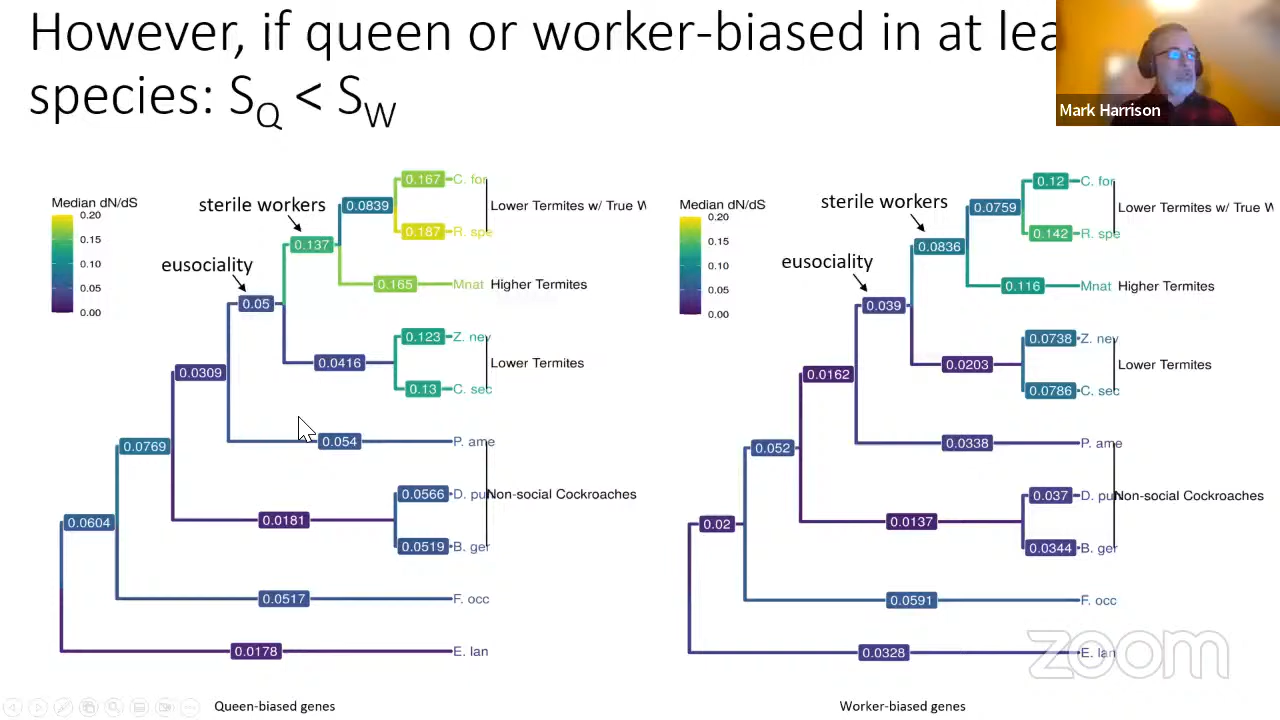 However, if queen or worker-biased in at lea
species: SQ < SW
Mark Harrison
Median dN/dS
0.20
0.15
0.10
0.05
0.00
sterile workers
eusociality
0.167
C. for
0.0839
Lower Termites w/ True W
0.187
R. spe
0.137
0.165
Mnat
Higher Termites
0.05
0.123
Z. nev
0.0416
Lower Termites
0.13
C. sec
0.0309
0.054
P. ame
0.0769
0.0566
D. pu
Non-social Cockroaches
0.0181
0.0519
B. ger
0.0604
0.0517
F. occ
0.0178
E. lan
Queen-biased genes
Median dN/dS
0.20
0.15
0.10
0.05
0.00
sterile workers
eusociality
0.12
C. for
0.0759
Lower Termites w/ True W
0.142
R. spe
0.0836
0.116
Mnat
Higher Termites
0.039
0.0738
Z. nev
0.0203
Lower Termites
0.0786
C. sec
0.0162
0.0338
P. ame
0.052
0.037
D. pu
Non-social Cockroaches
0.0137
0.0344
B. ger
0.02
0.0591
F. occ
0.0328
E. lan
Worker-biased genes
zoom